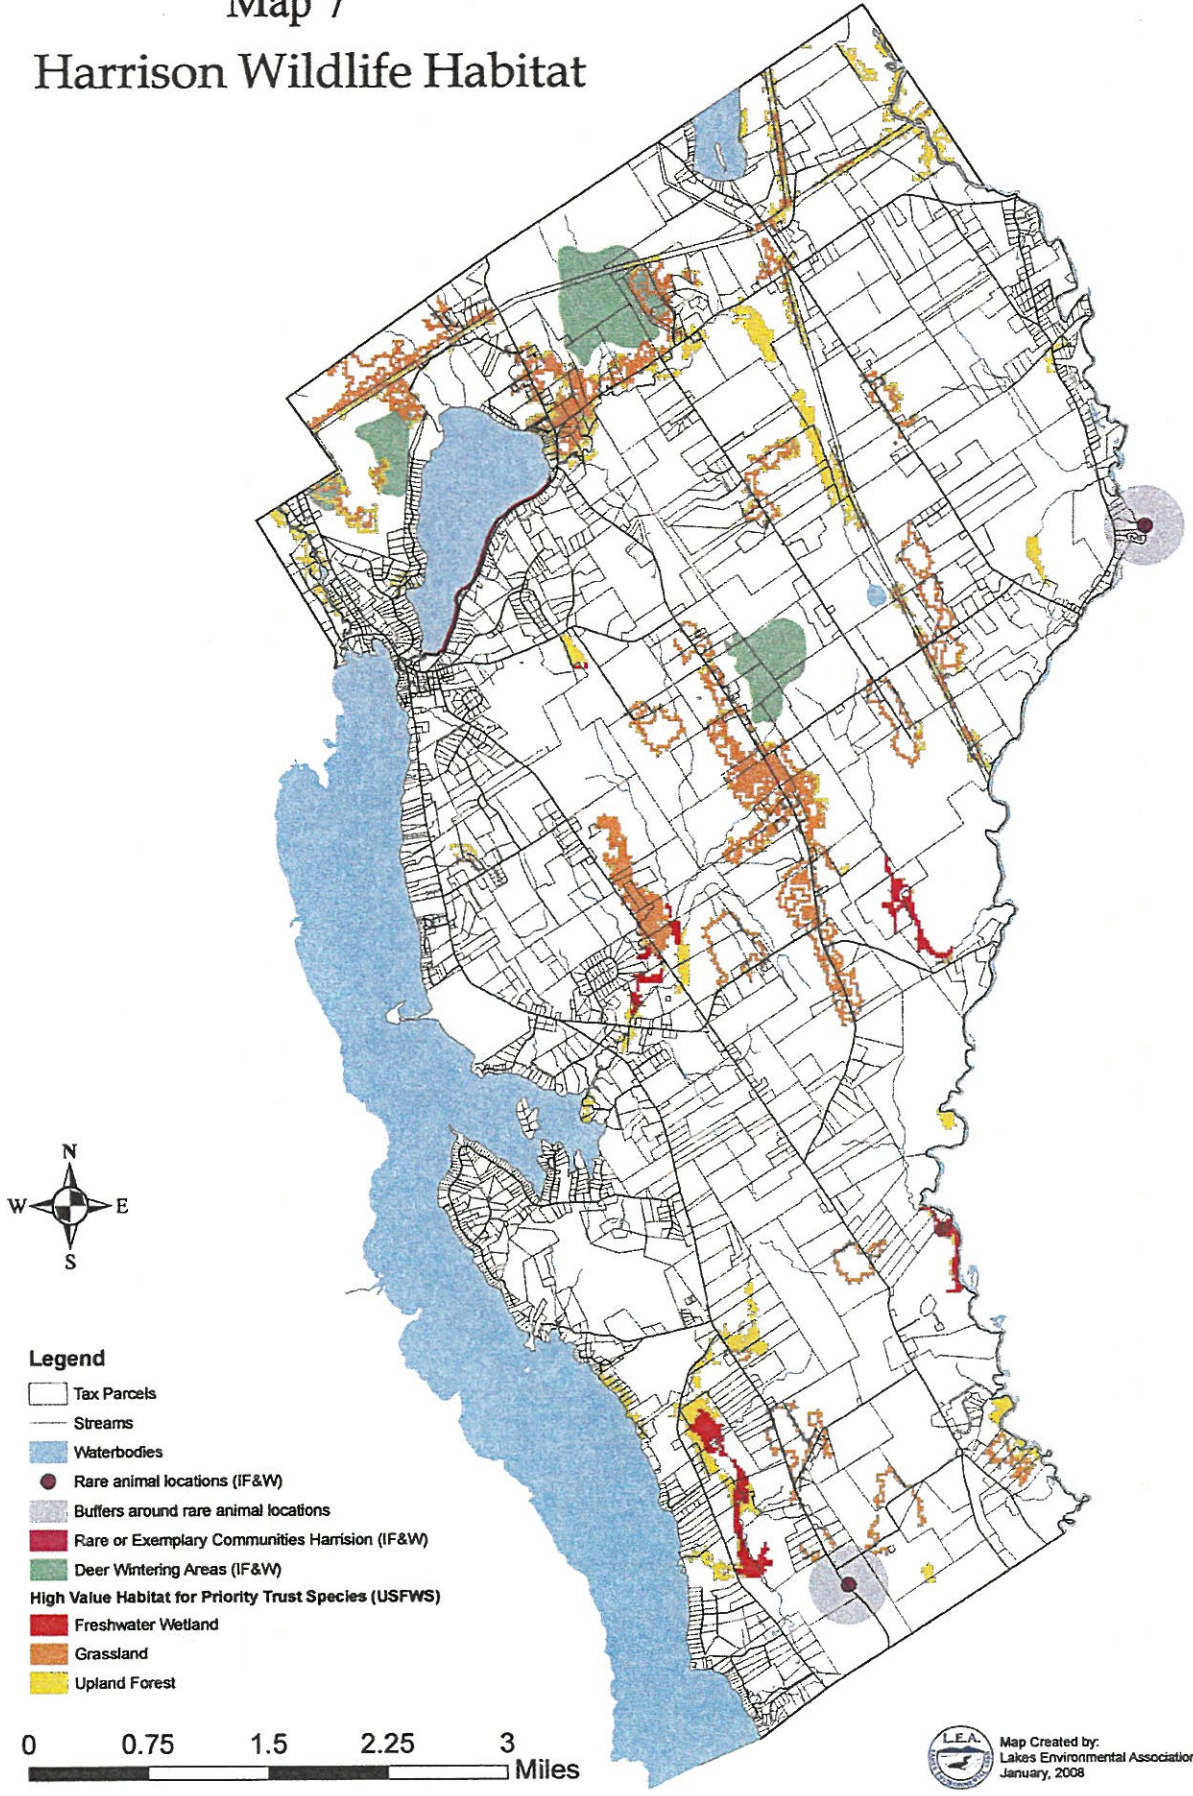 Map 7
Harrison Wildlife Habitat
N
W E
S
Legend
Tax Parcels
Streams
Waterbodies
Rare animal locations (IF&W)
Buffers around rare animal locations
Rare or Exemplary Communities Harrision (IF&W)
Deer Wintering Areas (IF&W)
High Value Habitat for Priority Trust Species (USFWS)
Freshwater Wetland
Grassland
Upland Forest
0 0.75 1.5 2.25 3
Miles
L.E.A.
Map Created by:
Lakes Environmental Association
January, 2008